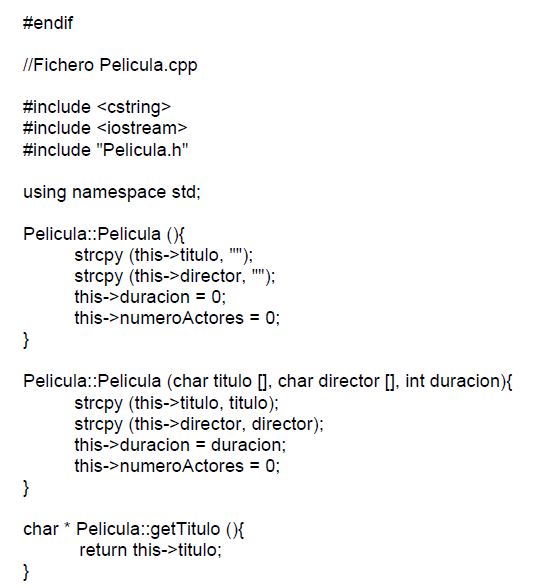 #endif
//Fichero Pelicula.cpp
#include <cstring>
#include <iostream>
#include "Pelicula.h"
using namespace std;
Pelicula::Pelicula (){
strcpy (this->titulo, "");
strcpy (this->director, "");
this->duracion = 0;
this->numeroActores = 0;
}
Pelicula::Pelicula (char titulo [], char director [], int duracion){
strcpy (this->titulo, titulo);
strcpy (this->director, director);
this->duracion = duracion;
this->numeroActores = 0;
}
char * Pelicula::getTitulo (){
return this->titulo;
}